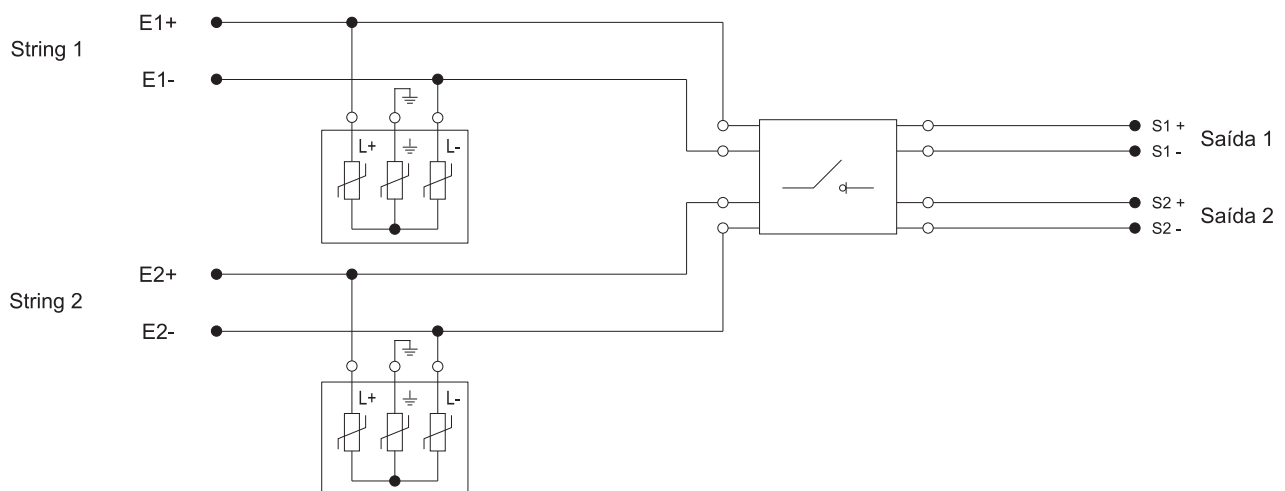 String 1
E1+
E1-
L+
L-
S1 +
S1 -
Saída 1
S2 +
S2 -
Saída 2
String 2
E2+
E2-
L+
L-